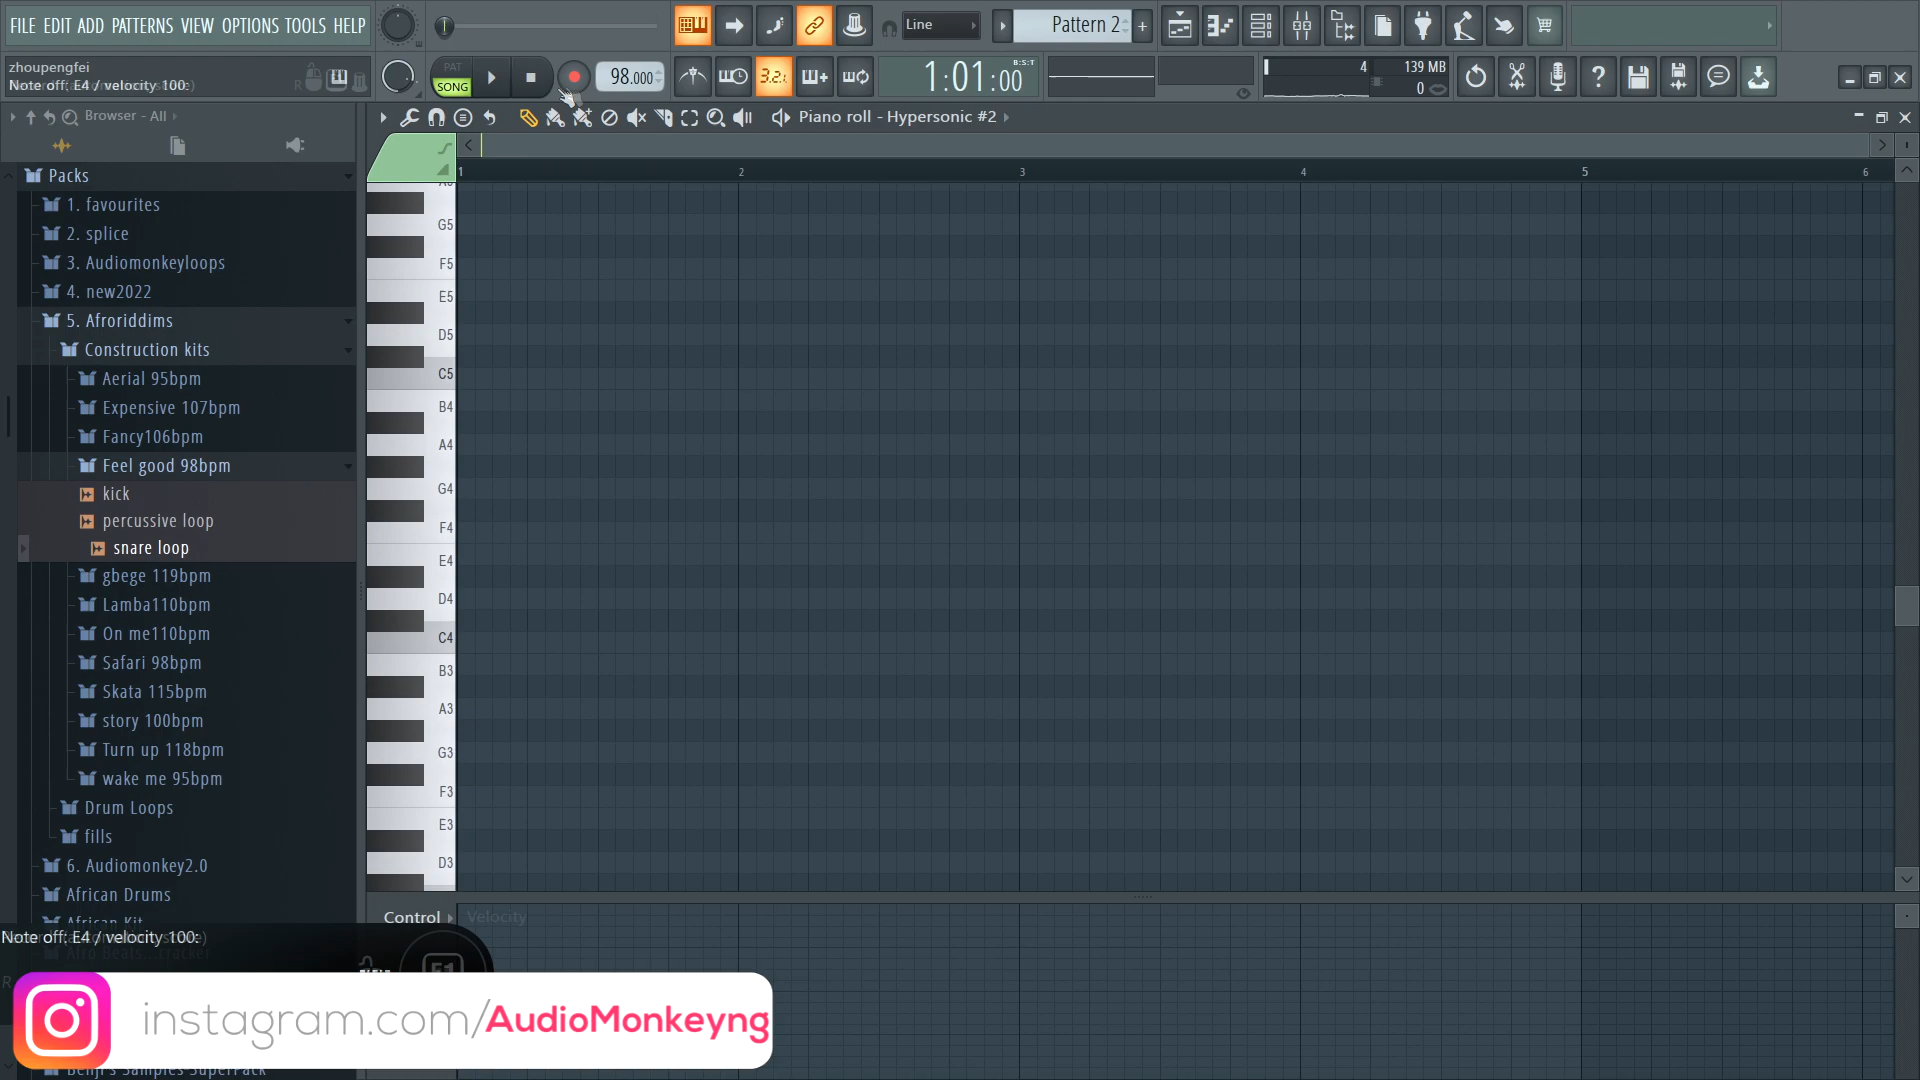 FILE EDIT ADD PATTERNS VIEW OPTIONS TOOLS HELP
Line
Pattern 2
zhoupengfei
Note off: E4 / velocity 100:
PAT
SONG
98.000
3.2.
1:01:00
B:S:T
4
139 MB
0
Browser - All
Piano roll - Hypersonic #2
1 2 3 4 5 6
Packs
1. favourites
2. splice
3. Audiomonkeyloops
4. new2022
5. Afroriddims
Construction kits
Aerial 95bpm
Expensive 107bpm
Fancy106bpm
Feel good 98bpm
kick
percussive loop
snare loop
gbege 119bpm
Lamba110bpm
On me110bpm
Safari 98bpm
Skata 115bpm
story 100bpm
Turn up 118bpm
wake me 95bpm
Drum Loops
fills
6. Audiomonkey2.0
African Drums
African Kit
G5
F5
E5
D5
C5
B4
A4
G4
F4
E4
D4
C4
B3
A3
G3
F3
E3
D3
Control
Velocity
Note off: E4 / velocity 100:
instagram.com/AudioMonkeyng
Benji's Samples SuperPack